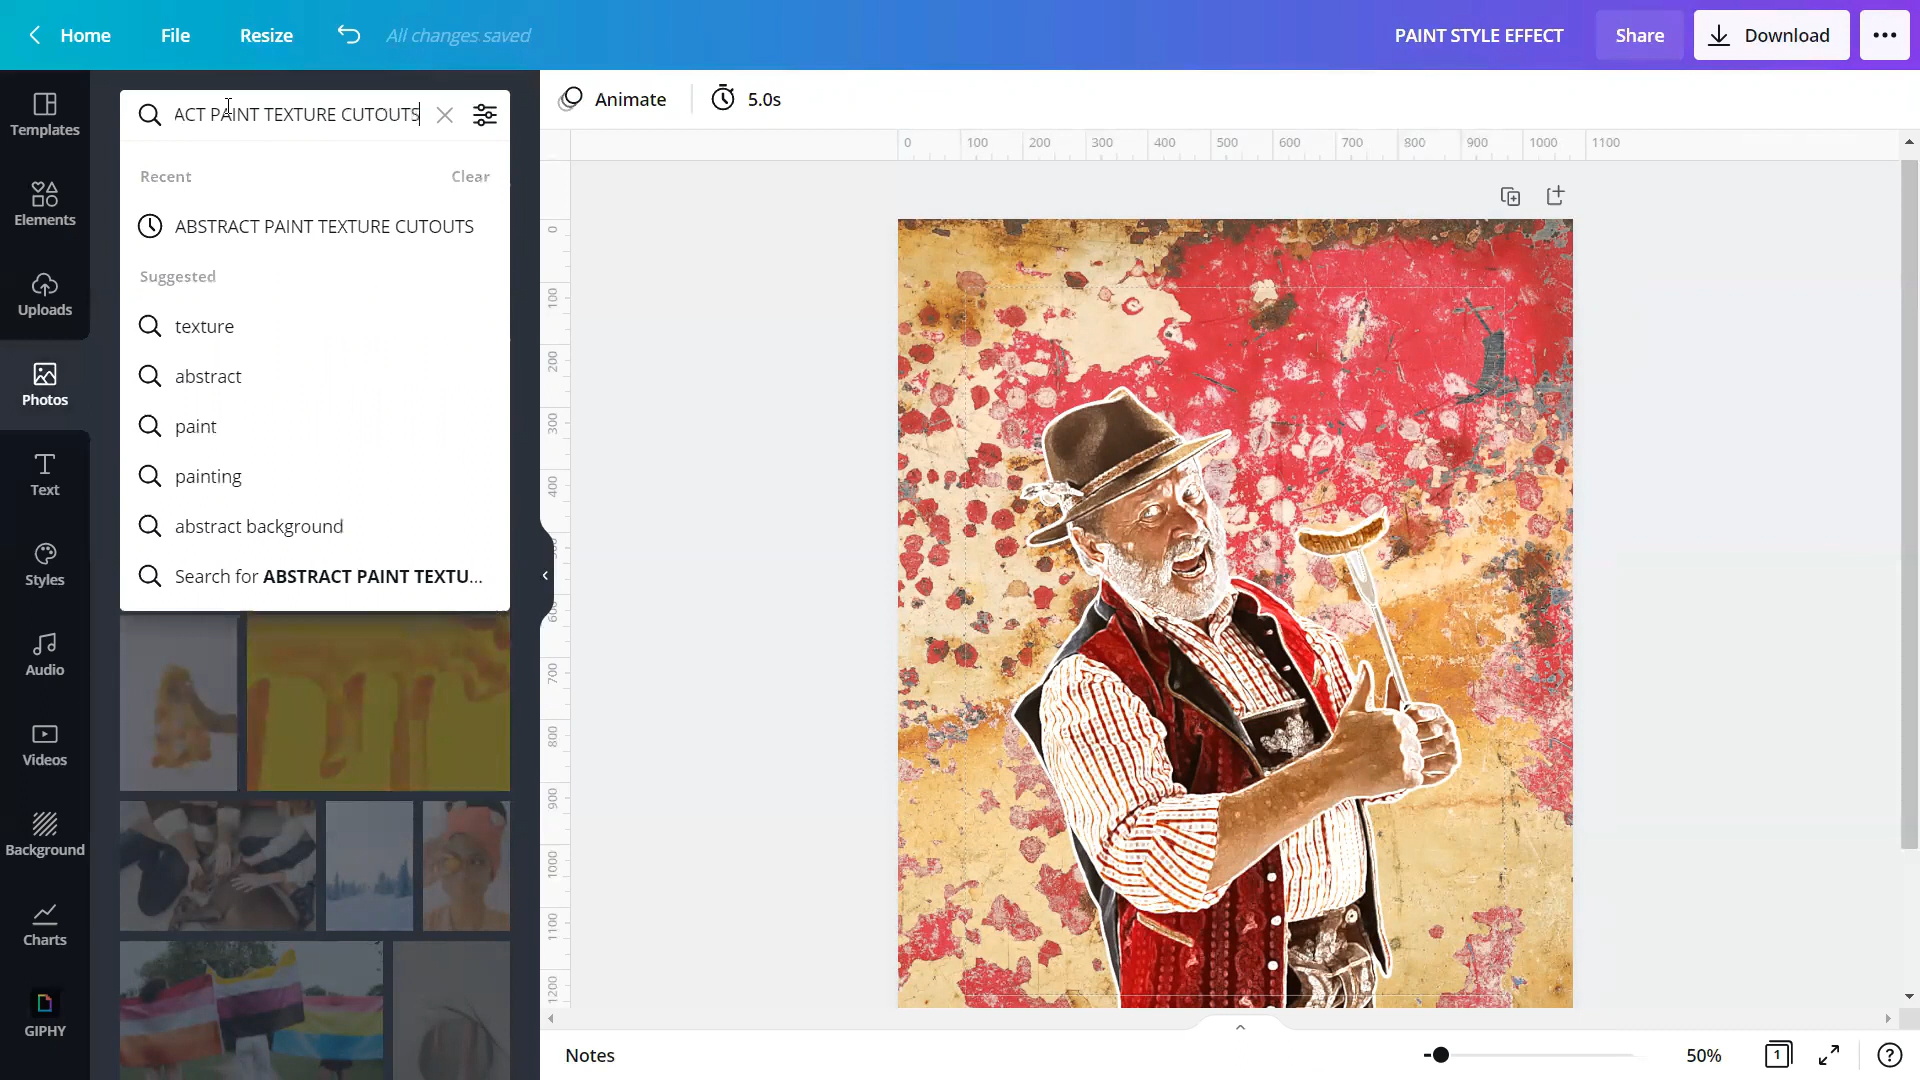 Home
File
Resize
All changes saved
PAINT STYLE EFFECT
Share
Download
Templates
Elements
Uploads
Photos
Text
Styles
Audio
Videos
Background
Charts
GIPHY
ACT PAINT TEXTURE CUTOUTS
Recent
Clear
ABSTRACT PAINT TEXTURE CUTOUTS
Suggested
texture
abstract
paint
painting
abstract background
Search for ABSTRACT PAINT TEXTU...
Animate
5.0s
0 100 200 300 400 500 600 700 800 900 1000 1100
0
100
200
300
400
600
700
800
900
1000
1100
1200
Notes
50%
1